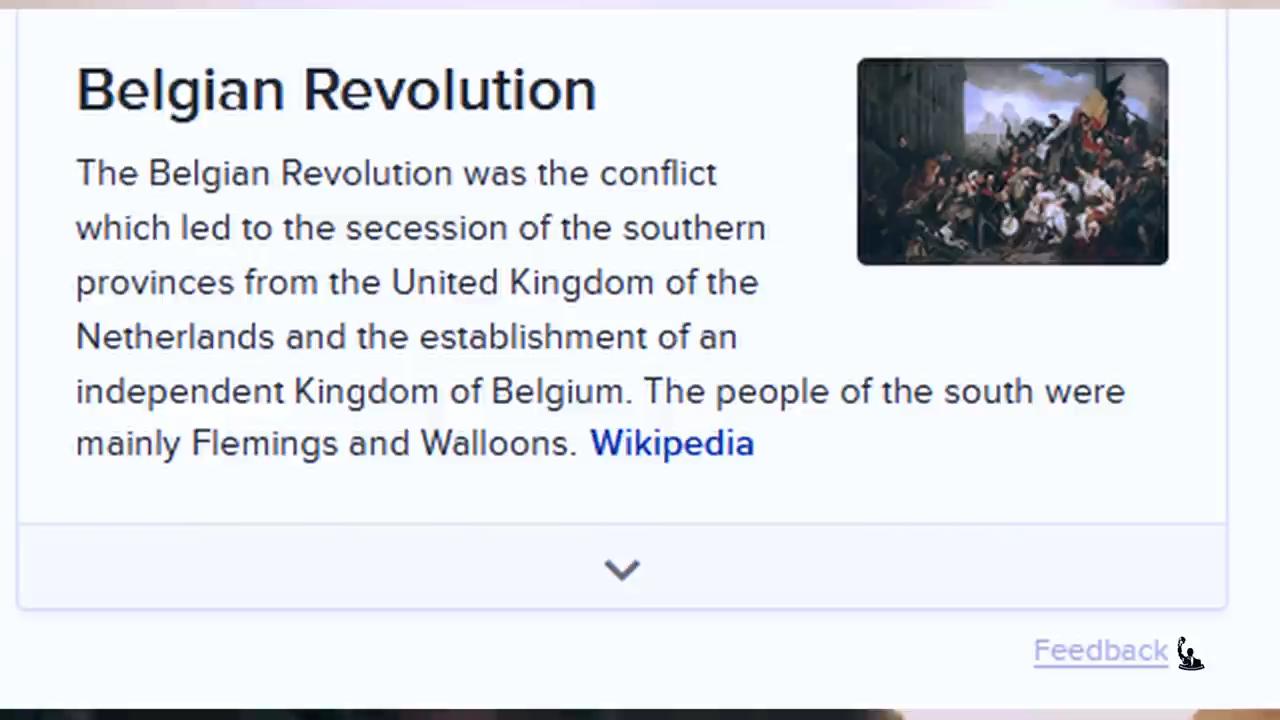 Belgian Revolution
The Belgian Revolution was the conflict
which led to the secession of the southern
provinces from the United Kingdom of the
Netherlands and the establishment of an
independent Kingdom of Belgium. The people of the south were
mainly Flemings and Walloons. Wikipedia
Feedback